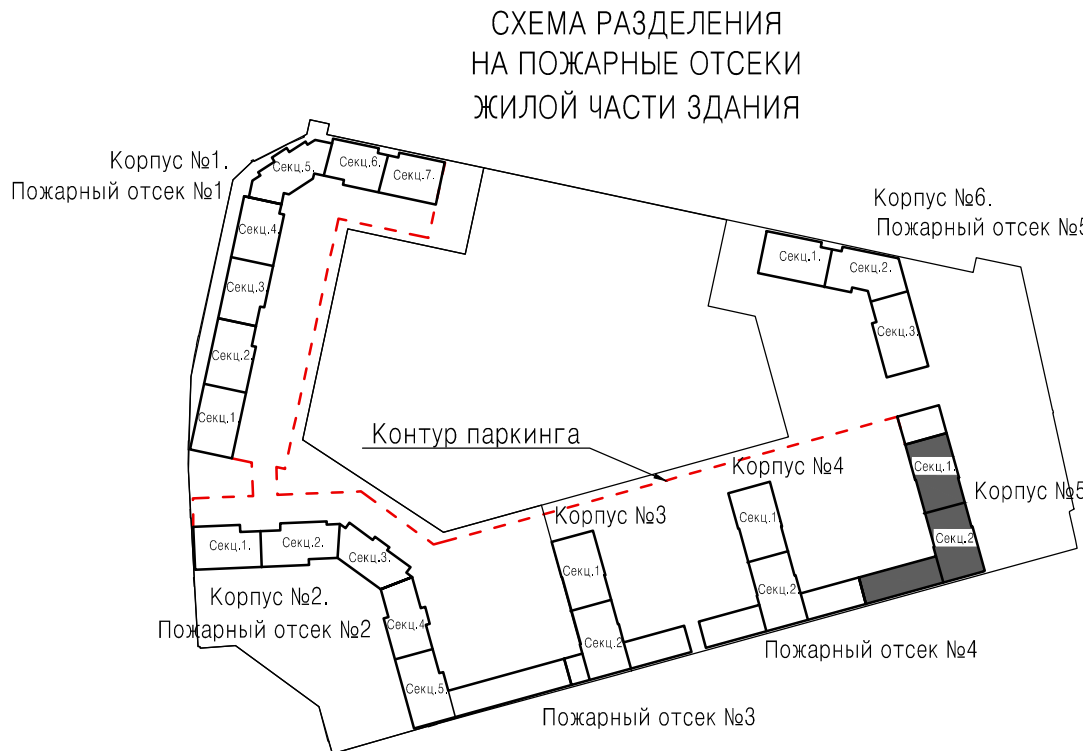 СХЕМА РАЗДЕЛЕНИЯ
НА ПОЖАРНЫЕ ОТСЕКИ
ЖИЛОЙ ЧАСТИ ЗДАНИЯ
Корпус №1.
Пожарный отсек №1
Секц.5.
Секц.6.
Секц.7.
Секц.4.
Секц.3
Секц.2.
Секц.1
Корпус №6.
Пожарный отсек №5
Секц.1.
Секц.2.
Секц.3.
Контур паркинга
Корпус №4
Корпус №3
Корпус №5
Секц.1.
Секц.2
Секц.1
Секц.2.
Секц.1
Секц.2
Секц.1.
Секц.2.
Секц.3.
Секц.4
Секц.5.
Корпус №2.
Пожарный отсек №2
Пожарный отсек №4
Пожарный отсек №3